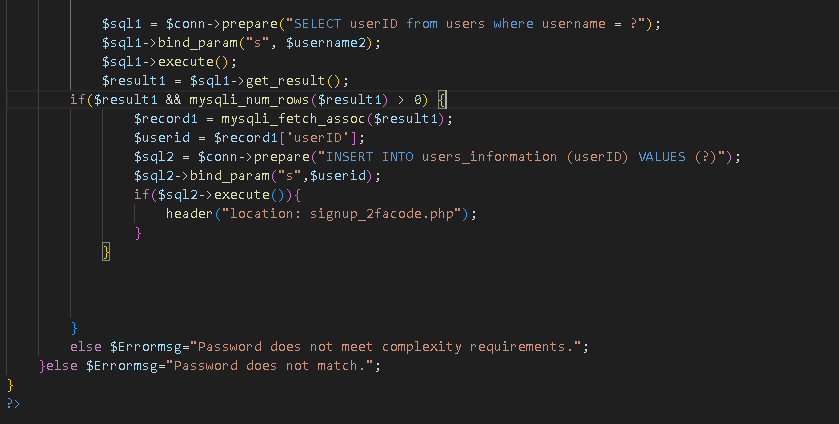 $sql1 = $conn->prepare("SELECT userID from users where username = ?");
$sql1->bind_param("s", $username2);
$sql1->execute();
$result1 = $sql1->get_result();
if($result1 && mysqli_num_rows($result1) > 0) {
$record1 = mysqli_fetch_assoc($result1);
$userid = $record1['userID'];
$sql2 = $conn->prepare("INSERT INTO users_information (userID) VALUES (?)");
$sql2->bind_param("s",$userid);
if($sql2->execute()){
header("location: signup_2facode.php");
}
}
}
else $Errormsg="Password does not meet complexity requirements.";
}else $Errormsg="Password does not match.";
}
?>